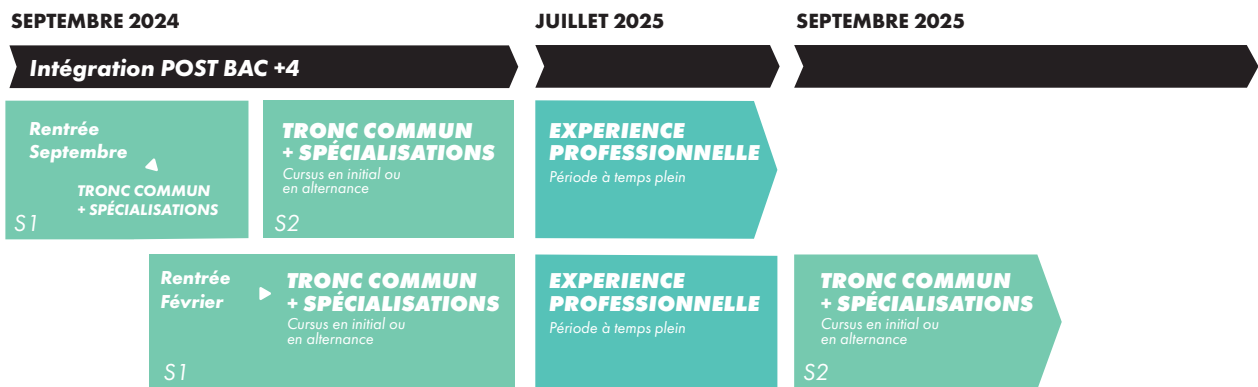 SEPTEMBRE 2024
JUILLET 2025
SEPTEMBRE 2025
Intégration POST BAC +4
Rentrée
Septembre
TRONC COMMUN
+ SPÉCIALISATIONS
S1
TRONC COMMUN
+ SPÉCIALISATIONS
Cursus en initial ou
en alternance
S2
EXPERIENCE
PROFESSIONNELLE
Période à temps plein
Rentrée
Février
TRONC COMMUN
+ SPÉCIALISATIONS
Cursus en initial ou
en alternance
S1
EXPERIENCE
PROFESSIONNELLE
Période à temps plein
TRONC COMMUN
+ SPÉCIALISATIONS
Cursus en initial ou
en alternance
S2